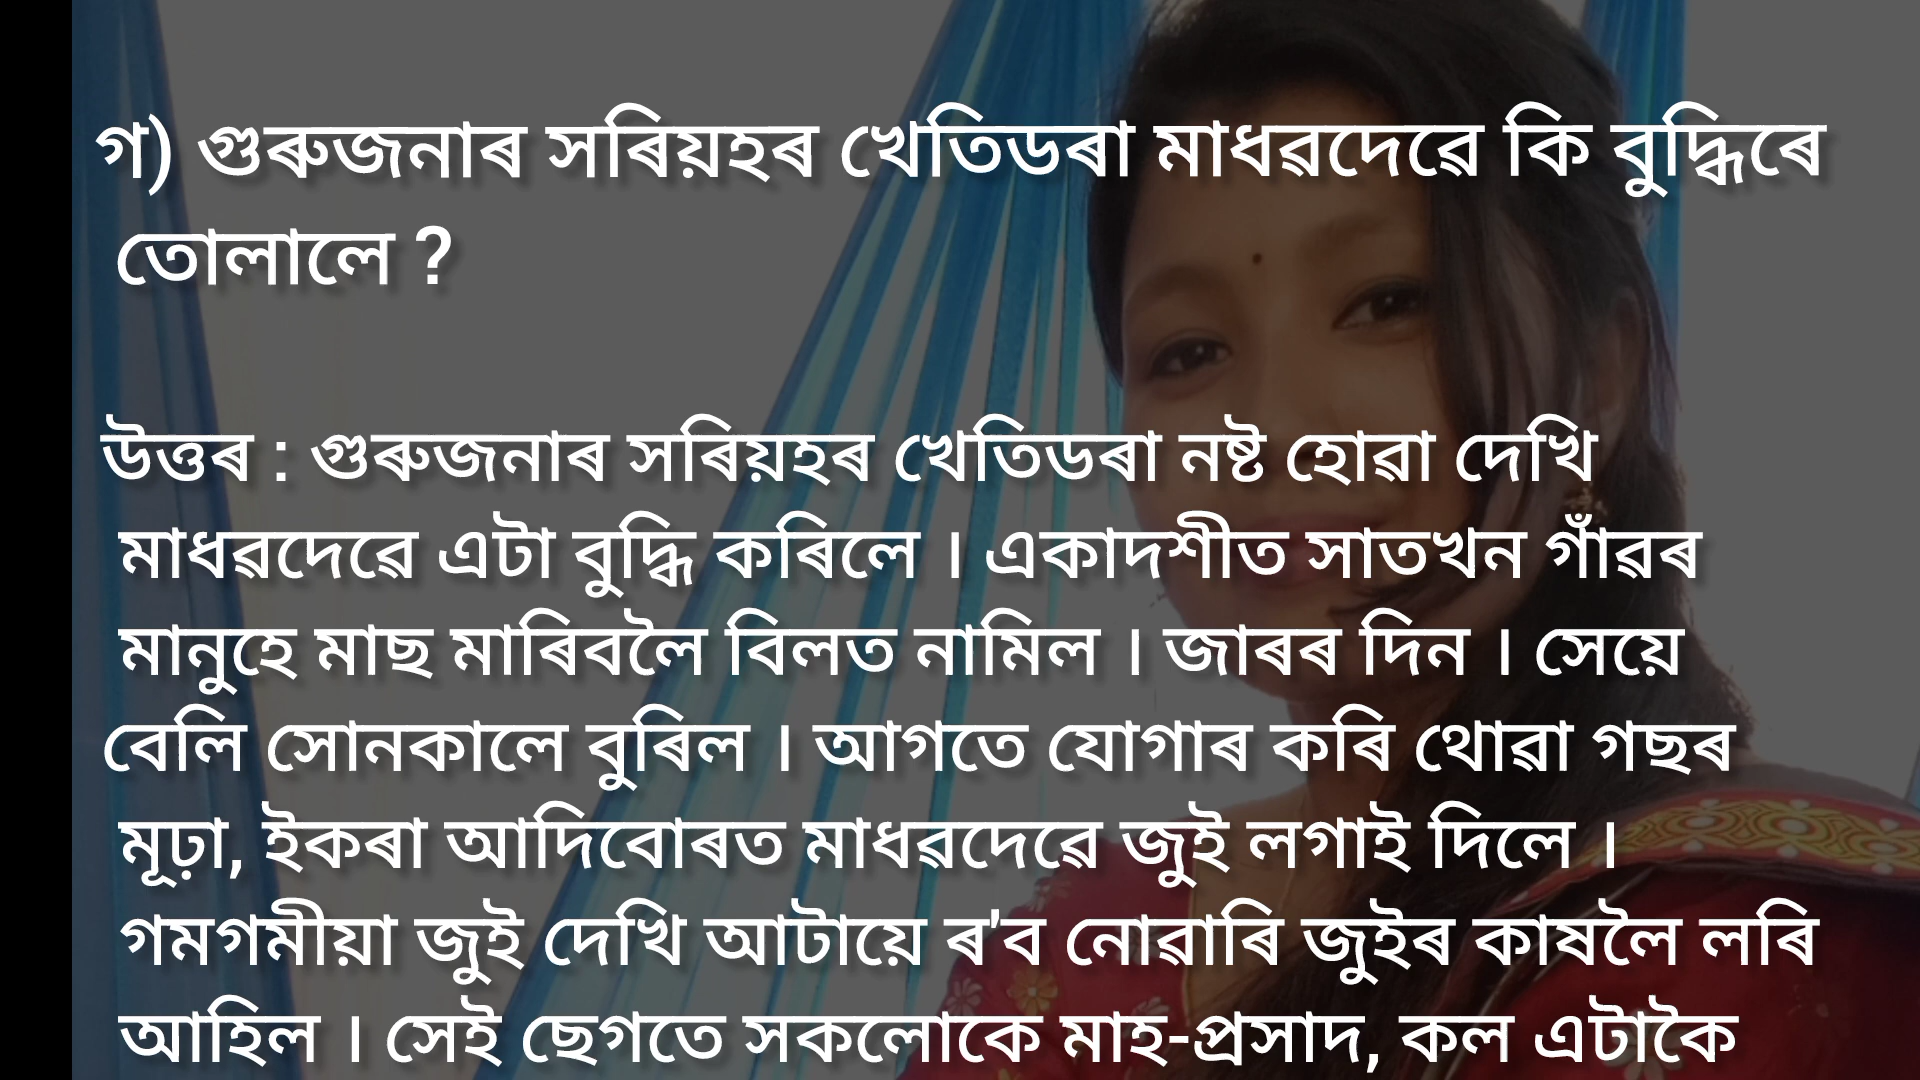 গ) গুৰুজনাৰ সৰিয়হৰ খেতিডৰা মাধৱদেৱে কি বুদ্ধিৰে
তোলালে ?
উত্তৰ : গুৰুজনাৰ সৰিয়হৰ খেতিডৰা নষ্ট হোৱা দেখি
মাধৱদেৱে এটা বুদ্ধি কৰিলে । একাদশীত সাতখন গাঁৱৰ
মানুহে মাছ মাৰিবলৈ বিলত নামিল । জাৰৰ দিন । সেয়ে
বেলি সোনকালে বুৰিল । আগতে যোগাৰ কৰি থোৱা গছৰ
মূঢ়া, ইকৰা আদিবোৰত মাধৱদেৱে জুই লগাই দিলে ।
গমগমীয়া জুই দেখি আটায়ে ৰ'ব নোৱাৰি জুইৰ কাষলৈ লৰি
আহিল । সেই ছেগতে সকলোকে মাহ-প্ৰসাদ, কল এটাকৈ